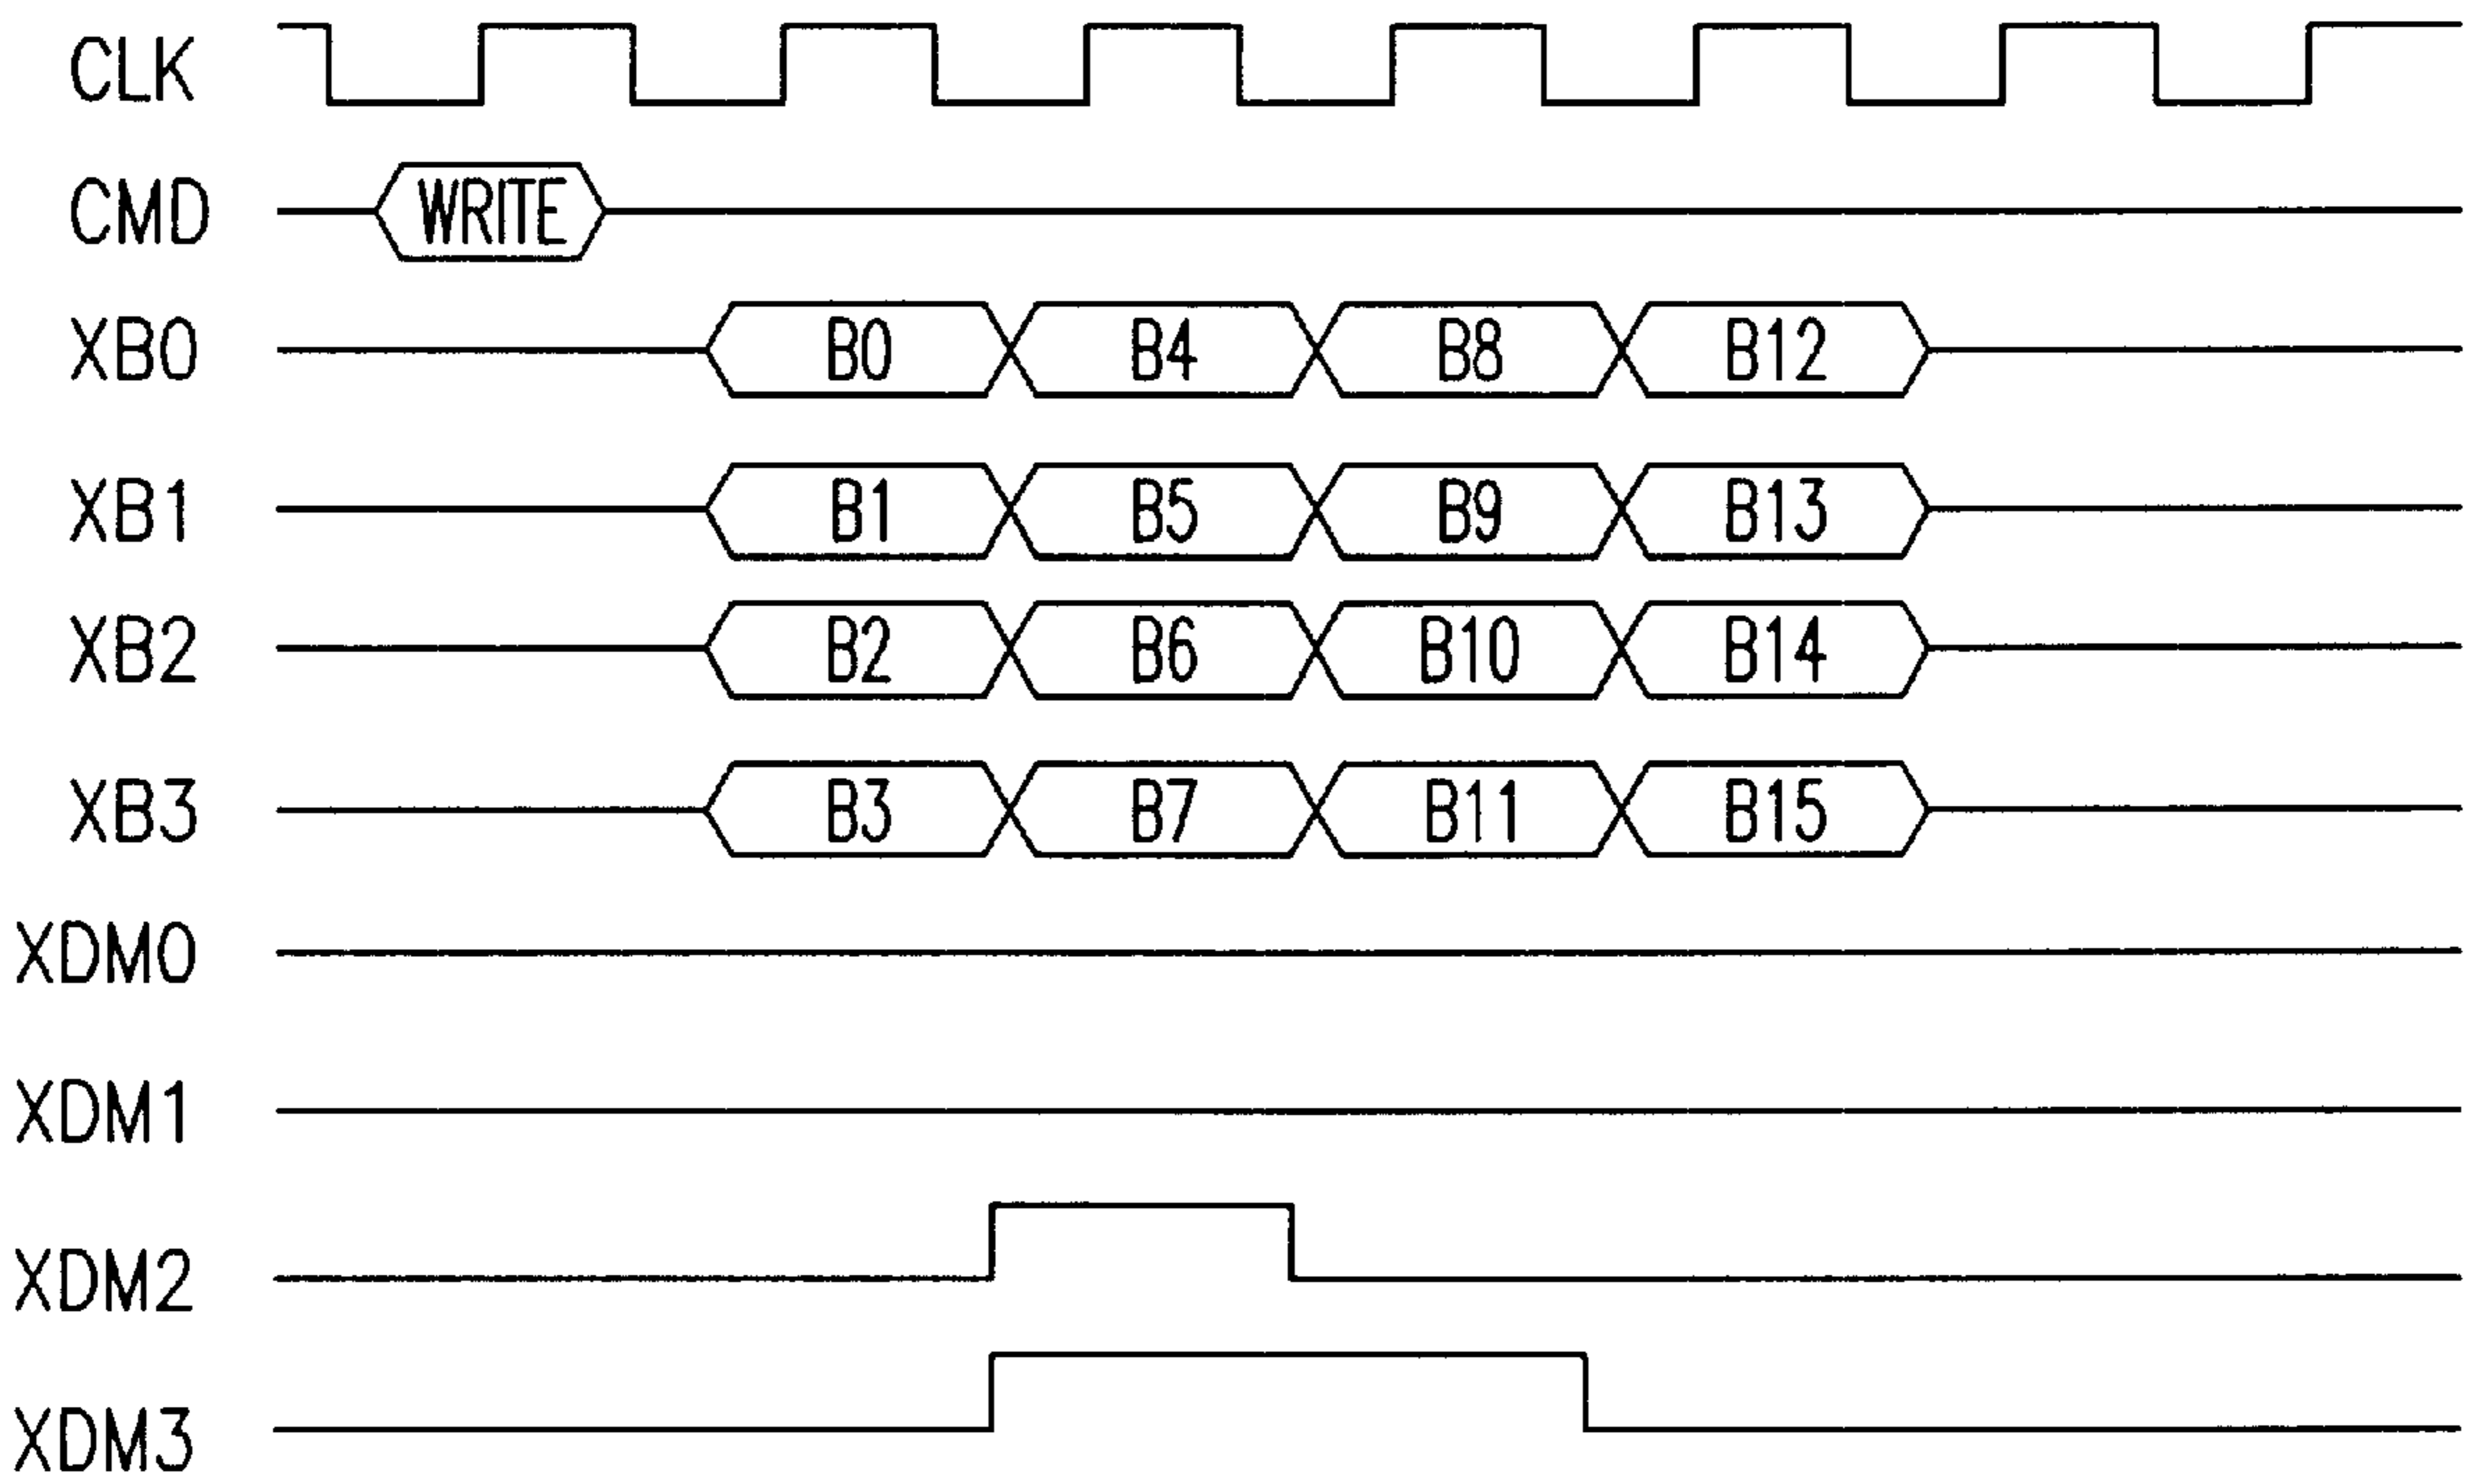 CLK
CMD WRITE
XB0 B0 B4 B8 B12
XB1 B1 B5 B9 B13
XB2 B2 B6 B10 B14
XB3 B3 B7 B11 B15
XDM0
XDM1
XDM2
XDM3